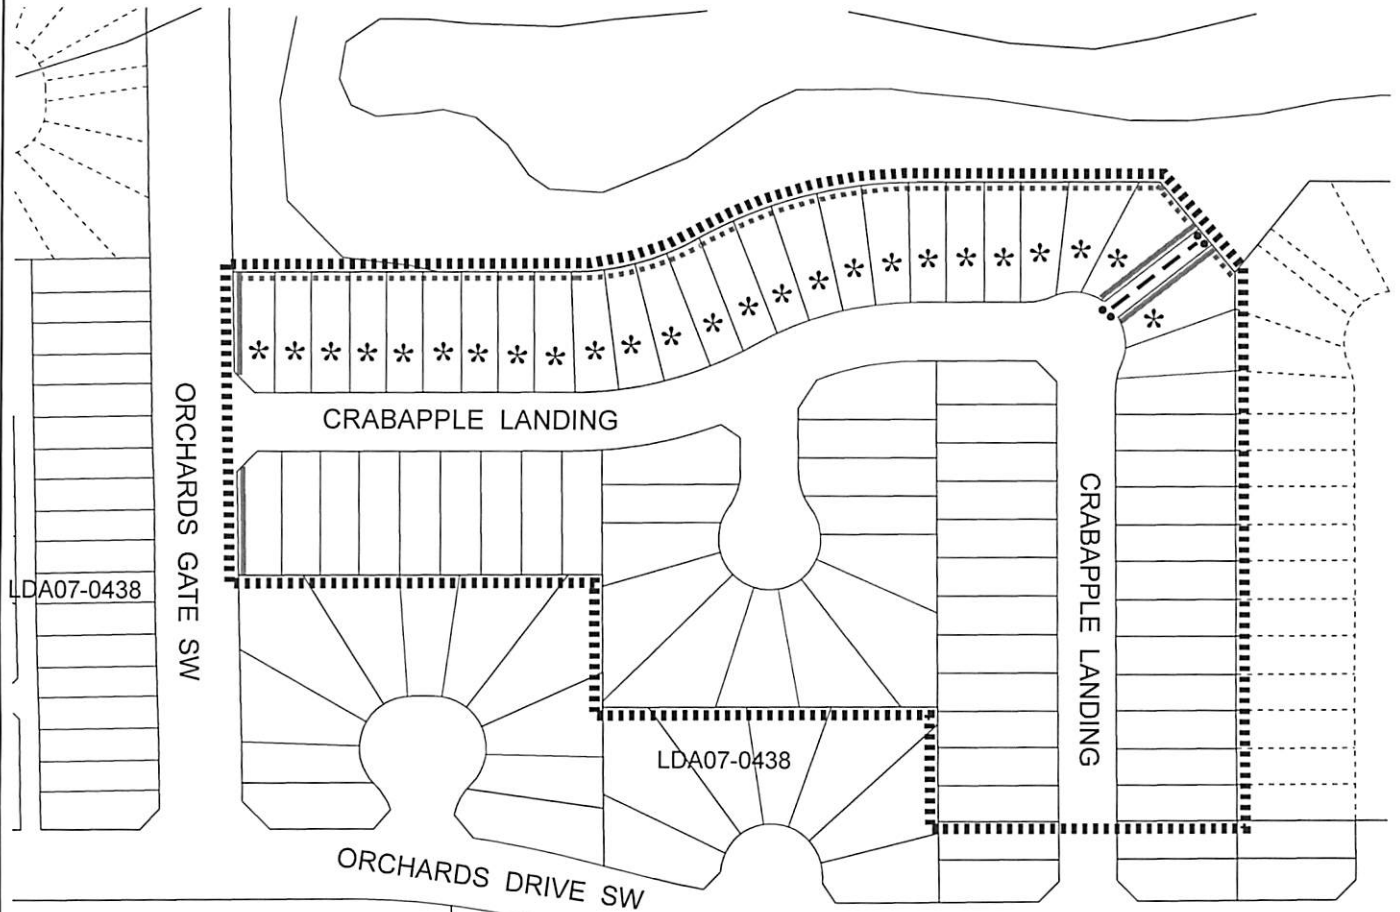 CRABAPPLE LANDING
ORCHARDS GATE SW
CRABAPPLE LANDING
LDA07-0438
LDA07-0438
ORCHARDS DRIVE SW